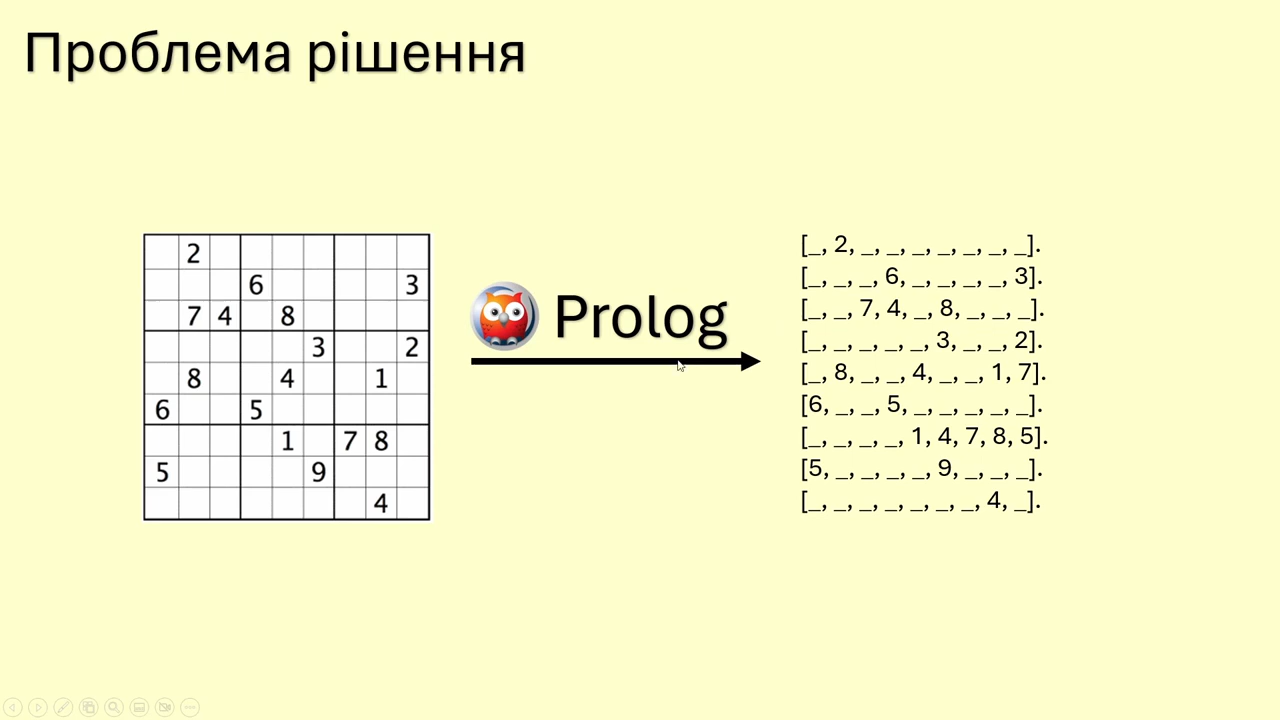 Проблема рішення
2
6 3
7 4 8
3 2
8 4 1
6 5
1 7 8
5 9
4
Prolog
[_, 2, _, _, _, _, _, _, _].
[_, _, _, 6, _, _, _, _, 3].
[_, _, 7, 4, _, 8, _, _, _].
[_, _, _, _, _, 3, _, _, 2].
[_, 8, _, _, 4, _, _, 1, 7].
[6, _, _, 5, _, _, _, _, _].
[_, _, _, _, 1, 4, 7, 8, 5].
[5, _, _, _, _, 9, _, _, _].
[_, _, _, _, _, _, _, 4, _].